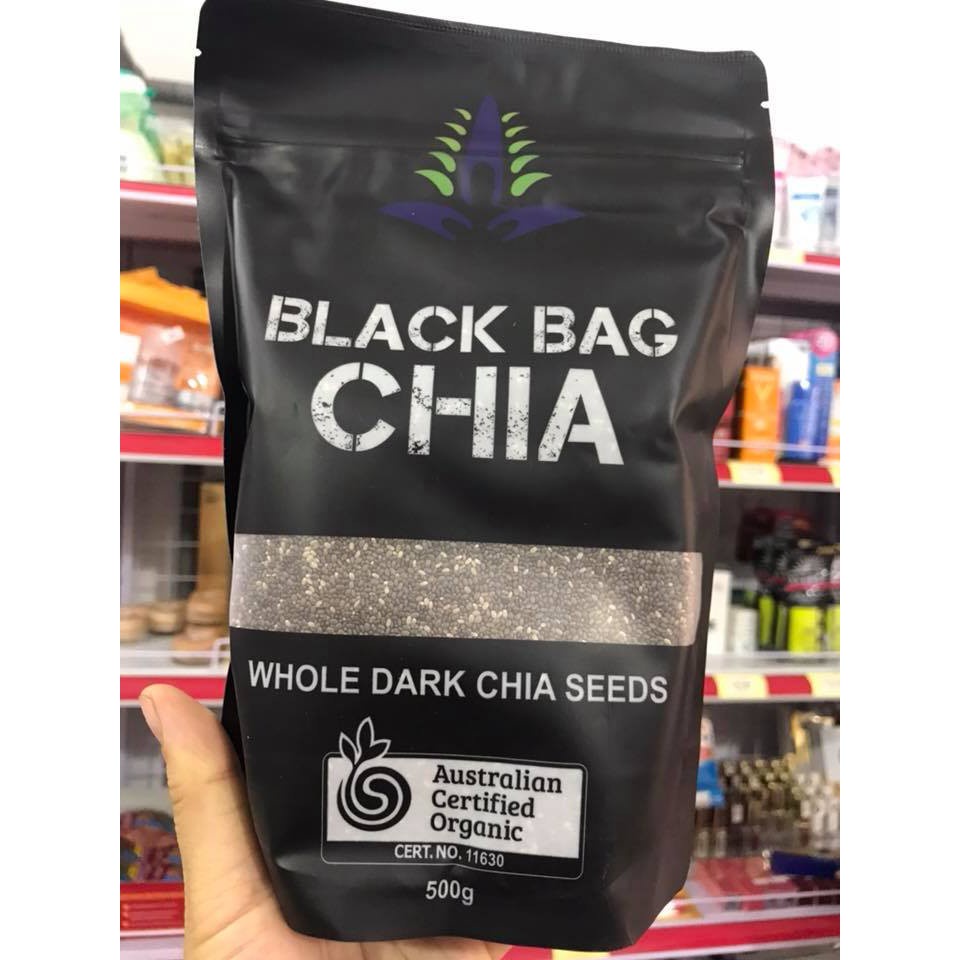 BLACK BAG
CHIA
WHOLE DARK CHIA SEEDS
Australian
Certified
Organic
CERT. NO. 11630
500g